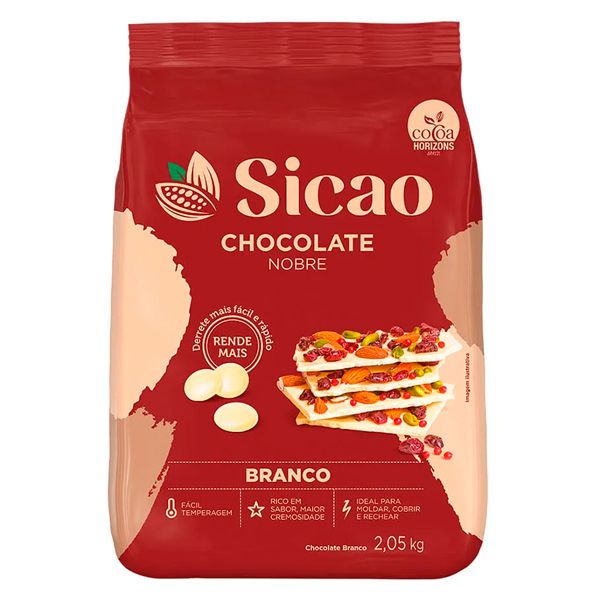 cocoa
HORIZONS
BRAZIL
Sicao
CHOCOLATE
NOBRE
Derrete mais fácil e rápido
RENDE
MAIS
Imagem ilustrativa
BRANCO
FÁCIL
TEMPERAGEM
RICO EM
SABOR, MAIOR
CREMOSIDADE
IDEAL PARA
MOLDAR, COBRIR
E RECHEAR
Chocolate Branco 2,05 kg